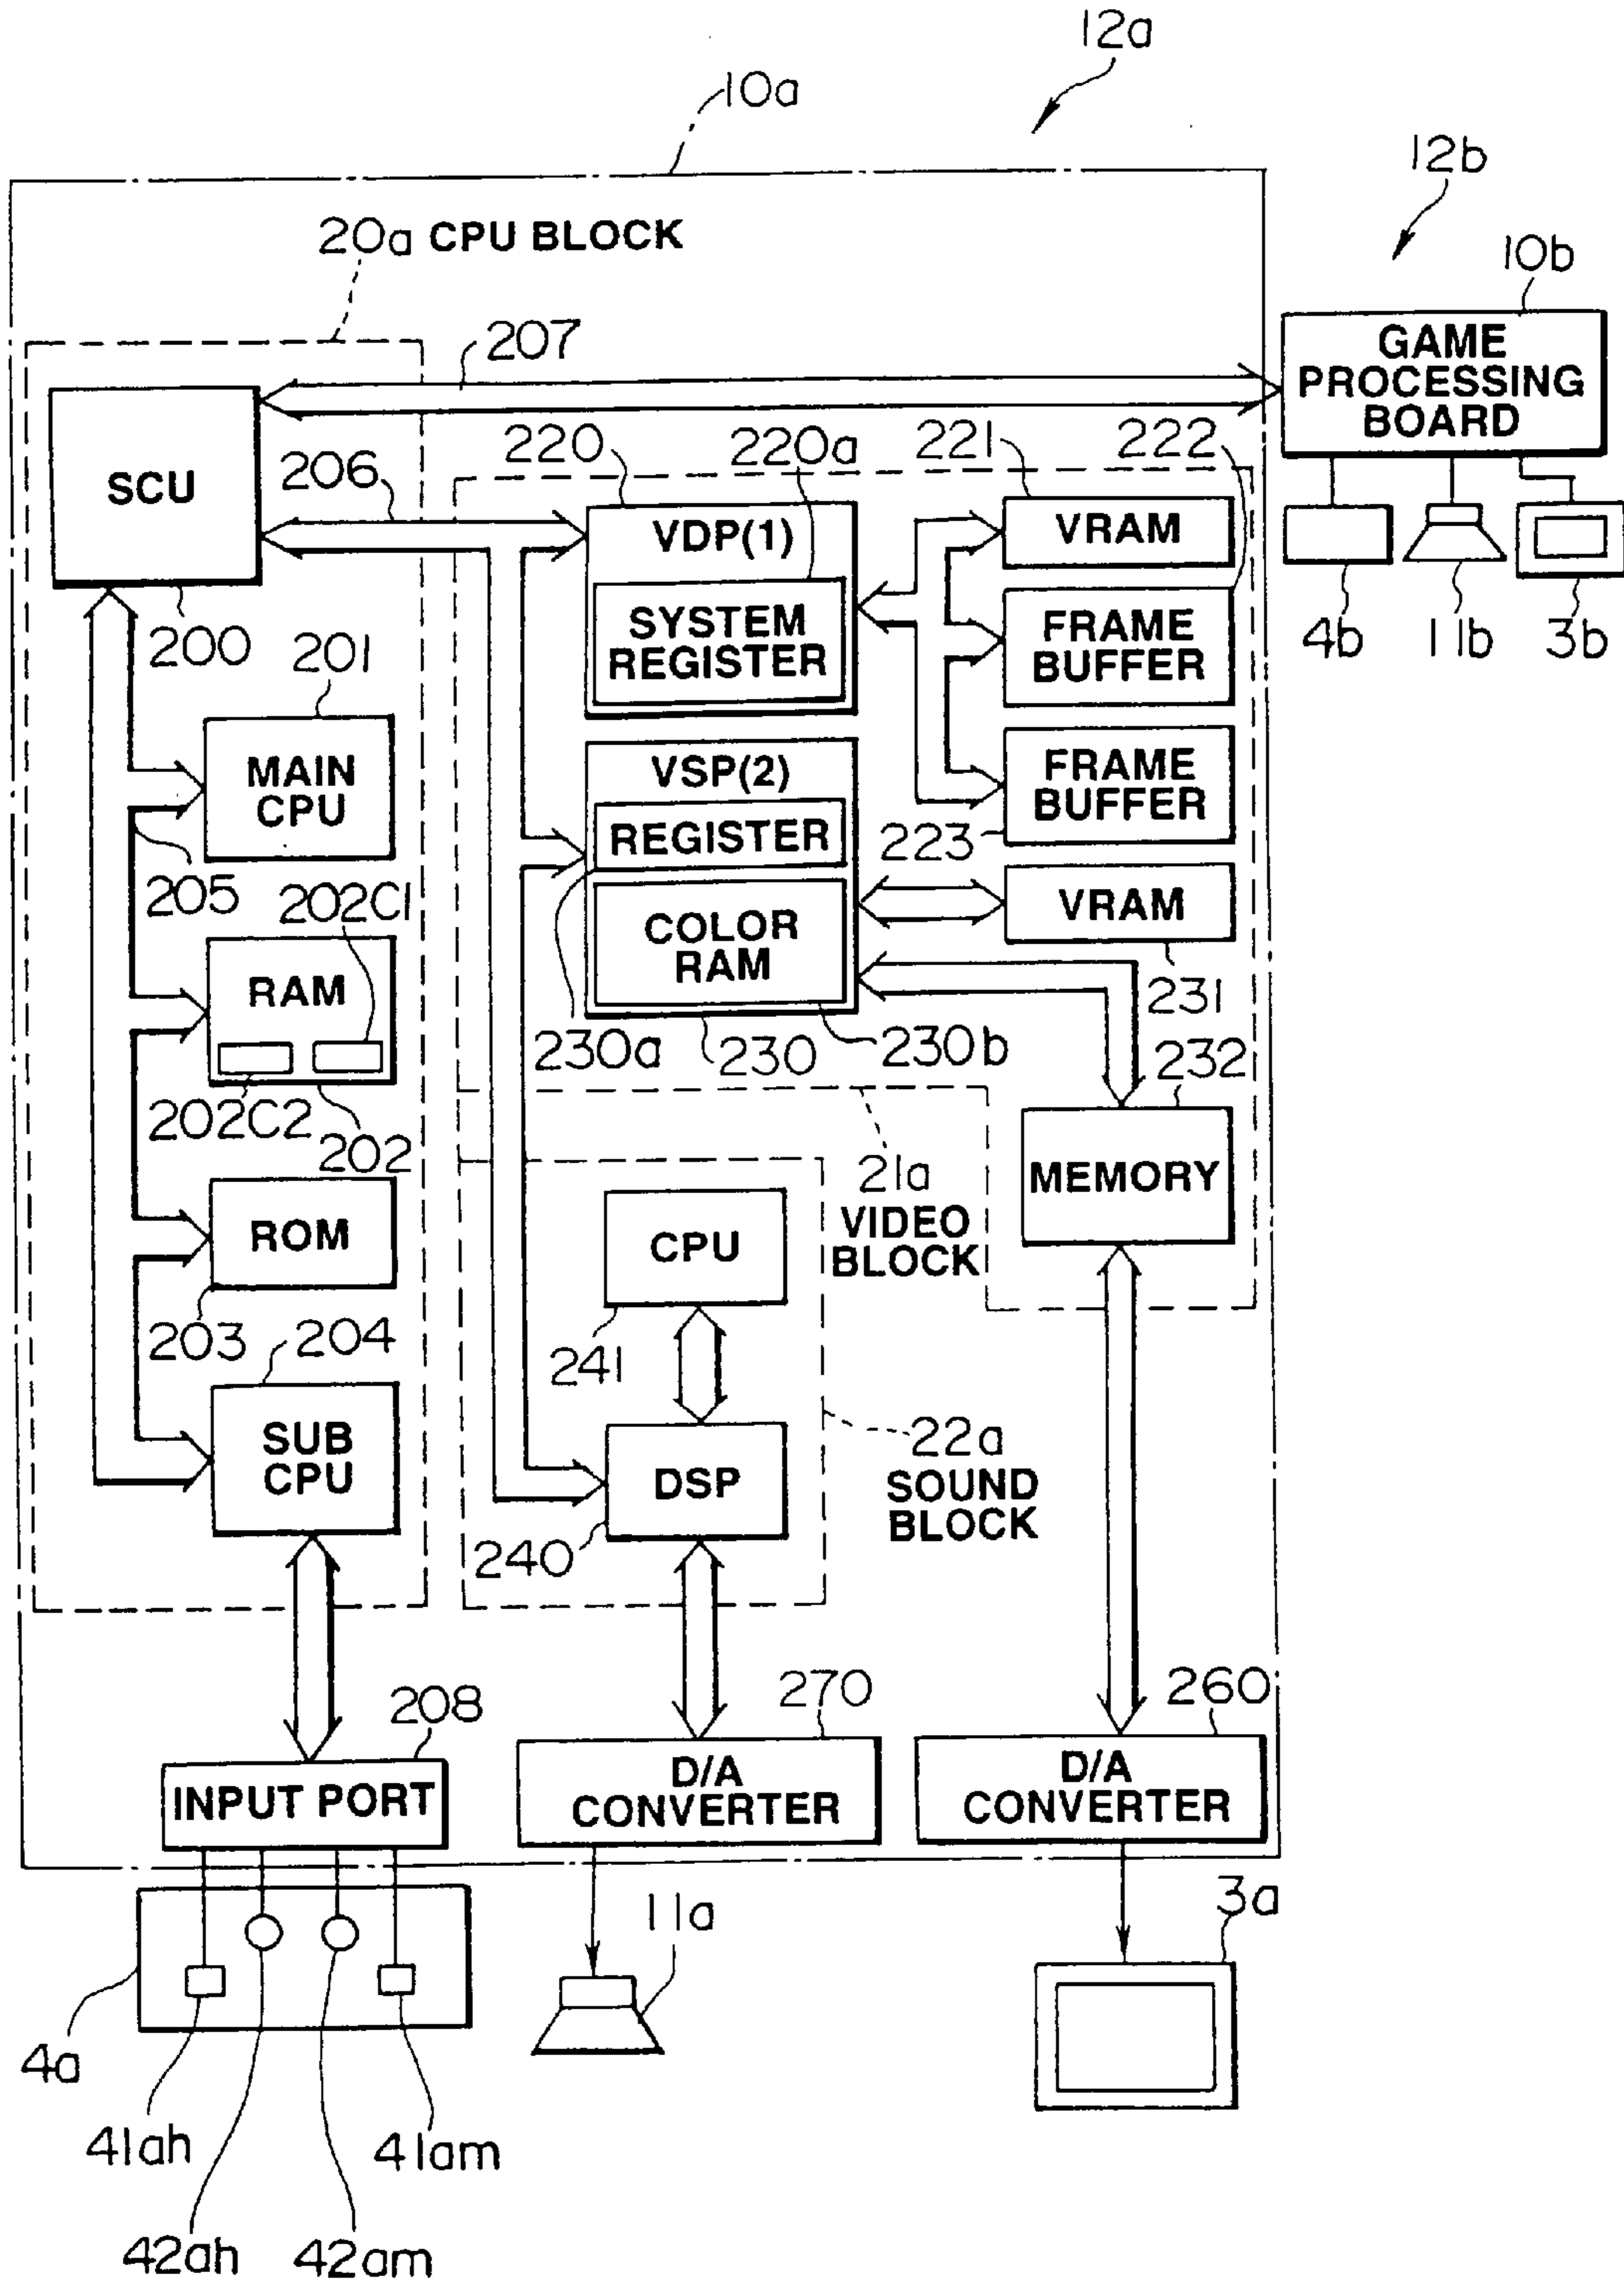 12a
10a
12b
20a CPU BLOCK
10b
207
GAME
PROCESSING
BOARD
SCU
206
220
220a
221
222
VDP(1)
VRAM
SYSTEM
REGISTER
FRAME
BUFFER
4b
11b
3b
200
201
MAIN
CPU
VSP(2)
REGISTER
FRAME
BUFFER
223
205
202C1
COLOR
RAM
VRAM
RAM
231
230a
230
230b
232
202C2
202
21a
VIDEO
BLOCK
MEMORY
ROM
CPU
203
204
241
SUB
CPU
DSP
22a
SOUND
BLOCK
240
208
270
260
INPUT PORT
D/A
CONVERTER
D/A
CONVERTER
11a
3a
4a
41ah
41am
42ah
42am